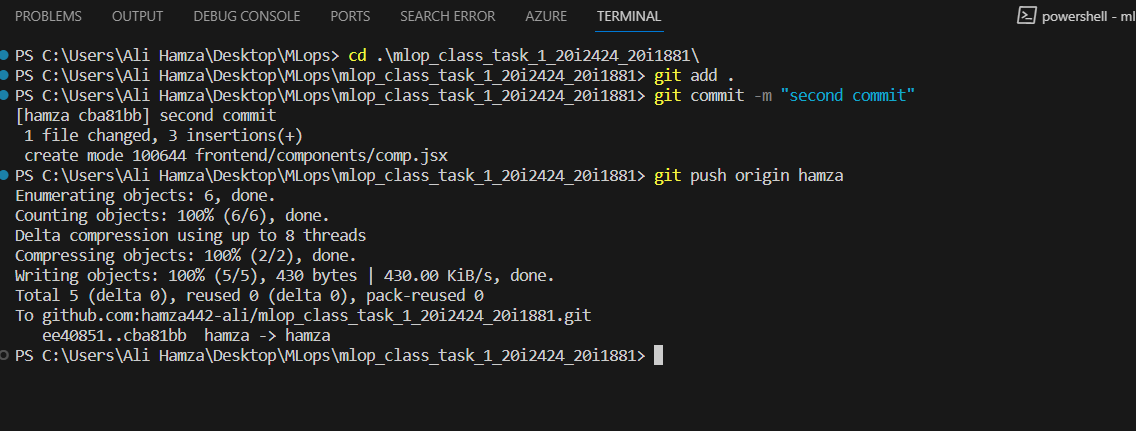 PROBLEMS OUTPUT DEBUG CONSOLE PORTS SEARCH ERROR AZURE TERMINAL powershell - ml
PS C:\Users\Ali Hamza\Desktop\MLops> cd .\mlop_class_task_1_20i2424_20i1881\
PS C:\Users\Ali Hamza\Desktop\MLops\mlop_class_task_1_20i2424_20i1881> git add .
PS C:\Users\Ali Hamza\Desktop\MLops\mlop_class_task_1_20i2424_20i1881> git commit -m "second commit"
[hamza cba81bb] second commit
 1 file changed, 3 insertions(+)
 create mode 100644 frontend/components/comp.jsx
PS C:\Users\Ali Hamza\Desktop\MLops\mlop_class_task_1_20i2424_20i1881> git push origin hamza
Enumerating objects: 6, done.
Counting objects: 100% (6/6), done.
Delta compression using up to 8 threads
Compressing objects: 100% (2/2), done.
Writing objects: 100% (5/5), 430 bytes | 430.00 KiB/s, done.
Total 5 (delta 0), reused 0 (delta 0), pack-reused 0
To github.com:hamza442-ali/mlop_class_task_1_20i2424_20i1881.git
   ee40851..cba81bb  hamza -> hamza
PS C:\Users\Ali Hamza\Desktop\MLops\mlop_class_task_1_20i2424_20i1881>